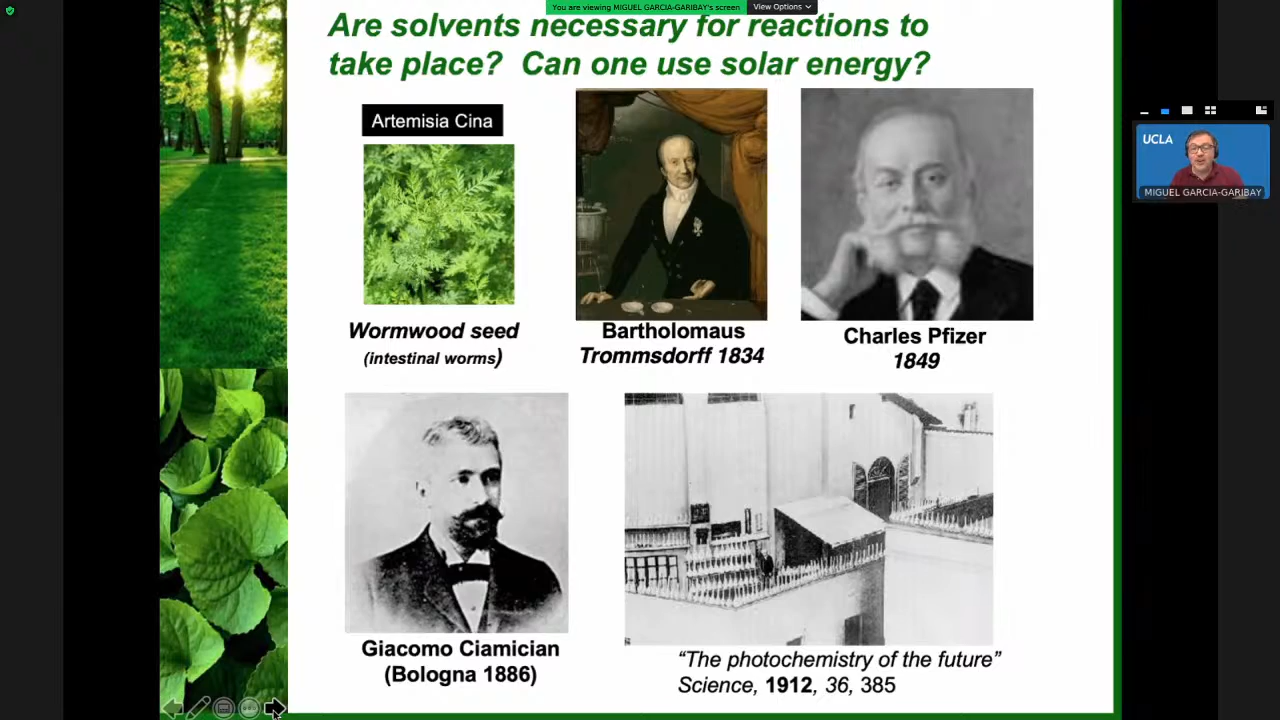 You are viewing MIGUEL GARCIA-GARIBAY's screen
View Options
Are solvents necessary for reactions to
take place? Can one use solar energy?
Artemisia Cina
Wormwood seed
(intestinal worms)
Bartholomaus
Trommsdorff 1834
Charles Pfizer
1849
Giacomo Ciamician
(Bologna 1886)
“The photochemistry of the future”
Science, 1912, 36, 385
UCLA
MIGUEL GARCIA-GARIBAY